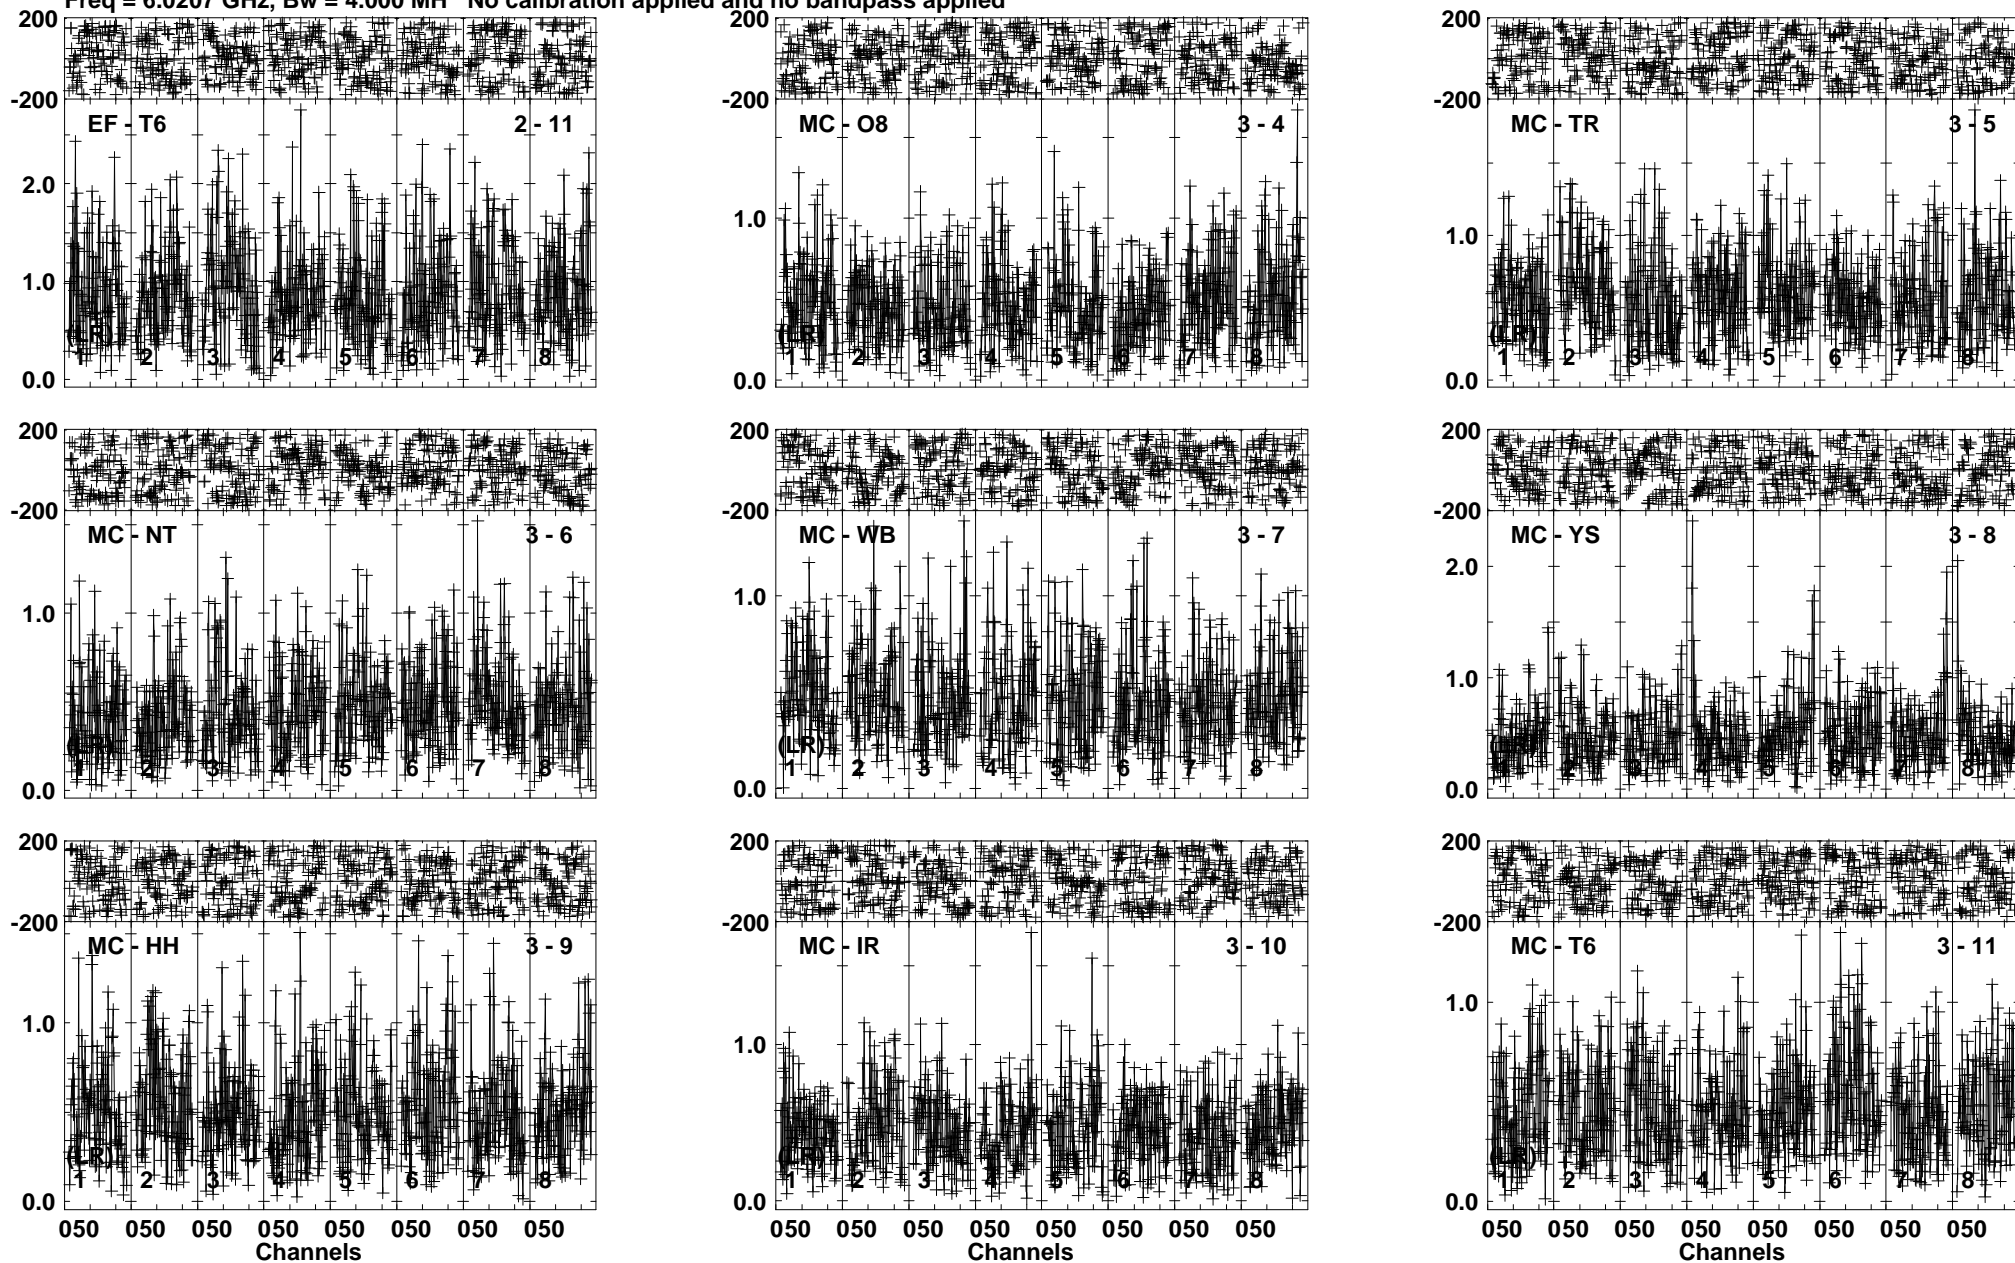 Freq = 6.0207 GHz, Bw = 4.000 MH No calibration applied and no bandpass applied
200 200 200
-200 -200 -200
EF - T6 2 - 11 MC - O8 3 - 4 MC - TR 3 - 5
2.0
1.0 1.0 1.0
(LR) (LR) (LR)
1 2 3 4 5 6 7 8 1 2 3 4 5 6 7 8 1 2 3 4 5 6 7 8
0.0 0.0 0.0
200 200 200
-200 -200 -200
MC - NT 3 - 6 MC - WB 3 - 7 MC - YS 3 - 8
2.0
1.0 1.0 1.0
(LR) (LR) (LR)
1 2 3 4 5 6 7 8 1 2 3 4 5 6 7 8 1 2 3 4 5 6 7 8
0.0 0.0 0.0
200 200 200
-200 -200 -200
MC - HH 3 - 9 MC - IR 3 - 10 MC - T6 3 - 11
1.0 1.0 1.0
(LR) (LR) (LR)
1 2 3 4 5 6 7 8 1 2 3 4 5 6 7 8 1 2 3 4 5 6 7 8
0.0 0.0 0.0
050 050 050 050 050 050 050 050 050 050 050 050 050 050 050 050 050 050 050 050 050 050 050 050
Channels Channels Channels